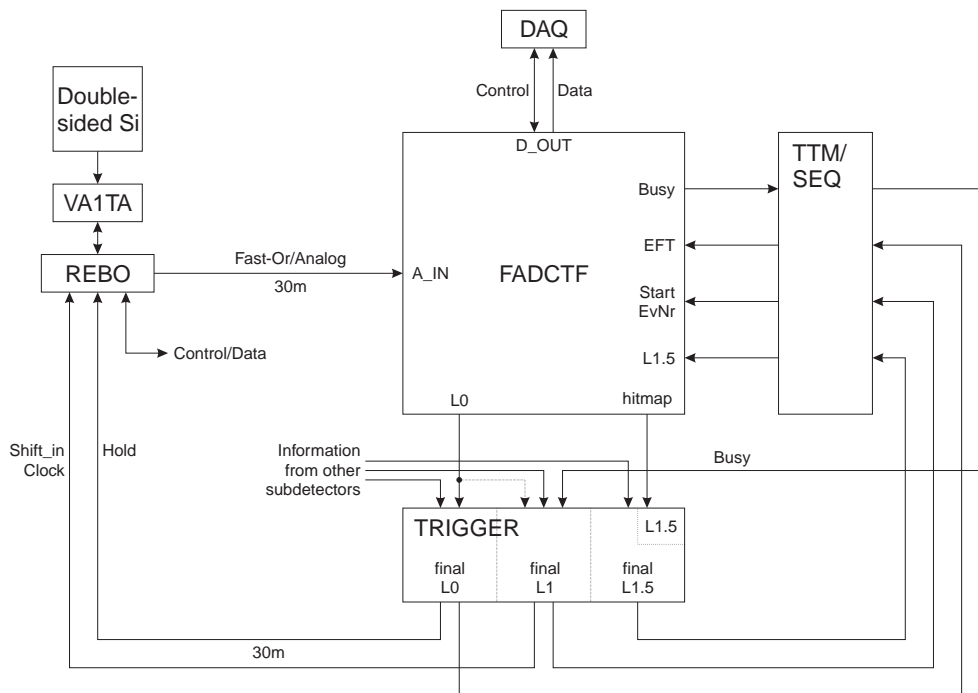 DAQ
Control
Data
Double-
sided Si
D_OUT
TTM/
SEQ
Busy
VA1TA
EFT
Fast-Or/Analog
REBO
A_IN
FADCTF
30m
Start
EvNr
Control/Data
L1.5
L0
hitmap
Shift_in
Clock
Hold
Information
from other
subdetectors
Busy
TRIGGER
L1.5
final
L0
final
L1
final
L1.5
30m